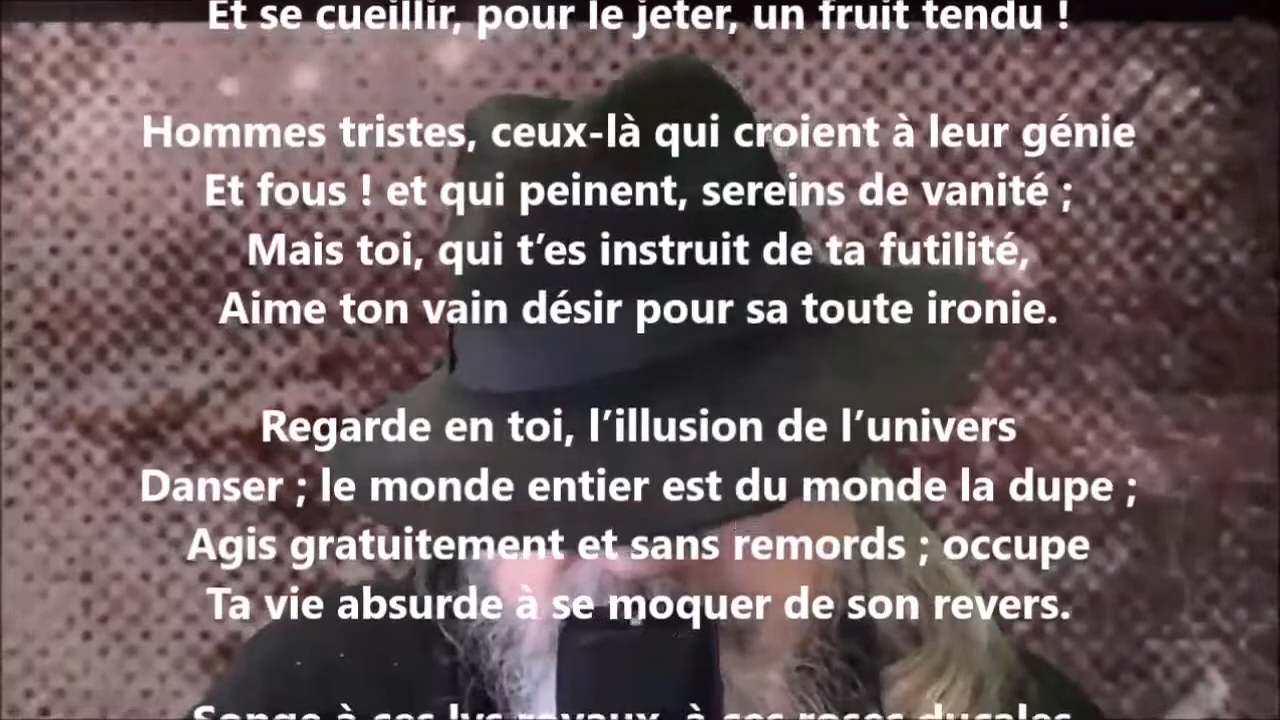 Et se cueillir, pour le jeter, un fruit tendu !
Hommes tristes, ceux-là qui croient à leur génie
Et fous ! et qui peinent, sereins de vanité ;
Mais toi, qui t’es instruit de ta futilité,
Aime ton vain désir pour sa toute ironie.
Regarde en toi, l’illusion de l’univers
Danser ; le monde entier est du monde la dupe ;
Agis gratuitement et sans remords ; occupe
Ta vie absurde à se moquer de son revers.
Songe à ces lys royaux, à ces roses ducales